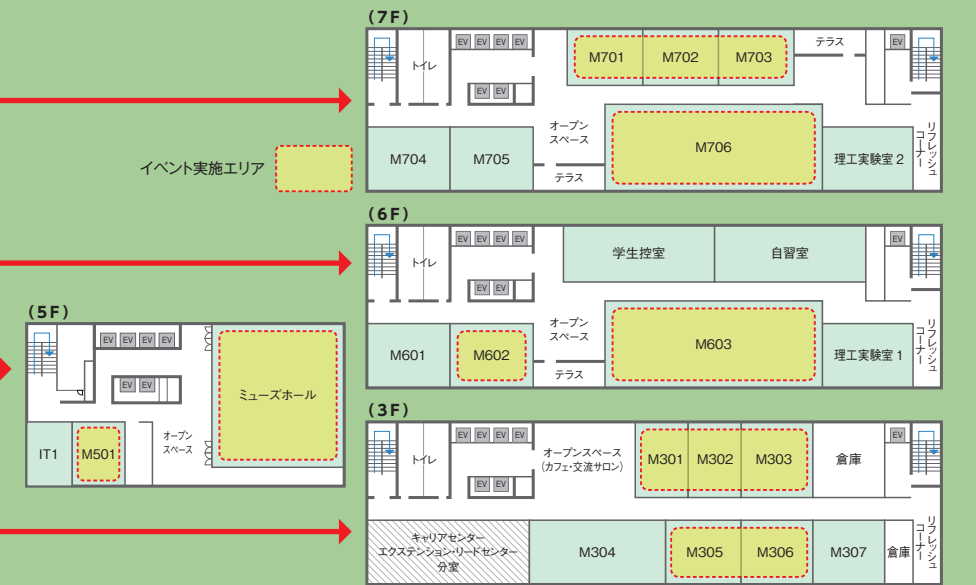 (7F)
EV EV EV EV
EV EV
トイレ
M701
M702
M703
テラス
EV
オープン
スペース
M706
M704
M705
テラス
理工実験室 2
リフレッシュ
コーナー
イベント実施エリア
(6F)
EV EV EV EV
EV EV
トイレ
学生控室
自習室
EV
オープン
スペース
M601
M602
M603
テラス
理工実験室 1
リフレッシュ
コーナー
(5F)
EV EV EV EV
EV EV
ミューズホール
IT1
M501
オープン
スペース
(3F)
EV EV EV EV
EV EV
トイレ
オープンスペース
(カフェ・交流サロン)
M301
M302
M303
倉庫
EV
キャリアセンター
エクステンション・リードセンター
分室
M304
M305
M306
M307
倉庫
リフレッシュ
コーナー